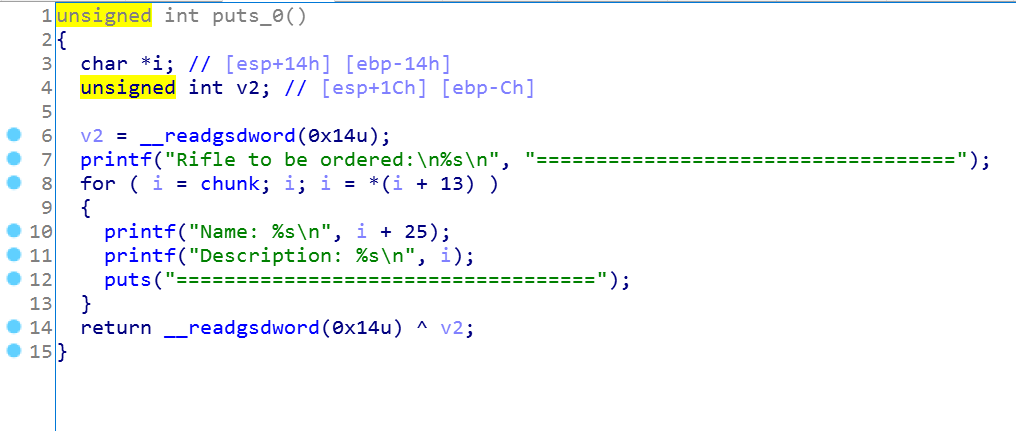 1 unsigned int puts_0()
2 {
3 char *i; // [esp+14h] [ebp-14h]
4 unsigned int v2; // [esp+1Ch] [ebp-Ch]
5
6 v2 = __readgsdword(0x14u);
7 printf("Rifle to be ordered:\n%s\n", "===================================");
8 for ( i = chunk; i; i = *(i + 13) )
9 {
10 printf("Name: %s\n", i + 25);
11 printf("Description: %s\n", i);
12 puts("===================================");
13 }
14 return __readgsdword(0x14u) ^ v2;
15 }